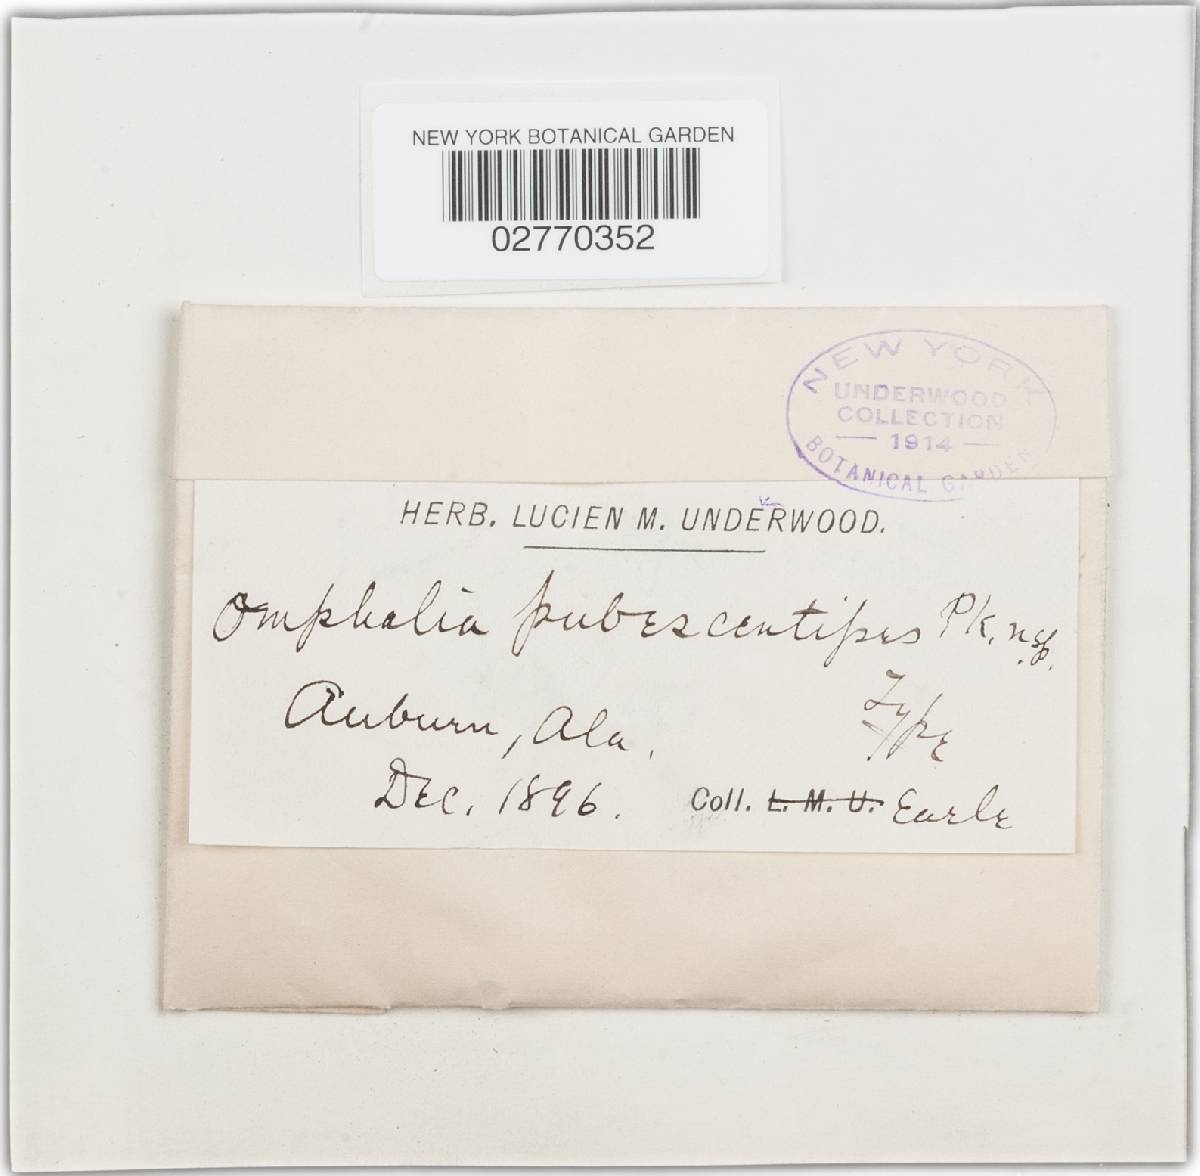 NEW YORK BOTANICAL GARDEN
02770352
NEW YORK
UNDERWOOD
COLLECTION
— 1914 —
BOTANICAL GARDEN
HERB. LUCIEN M. UNDERWOOD.
Omphalia pubescentipes Pk. n. sp.
Auburn, Ala.
Type
Dec. 1896.
Coll. L. M. U. Earle